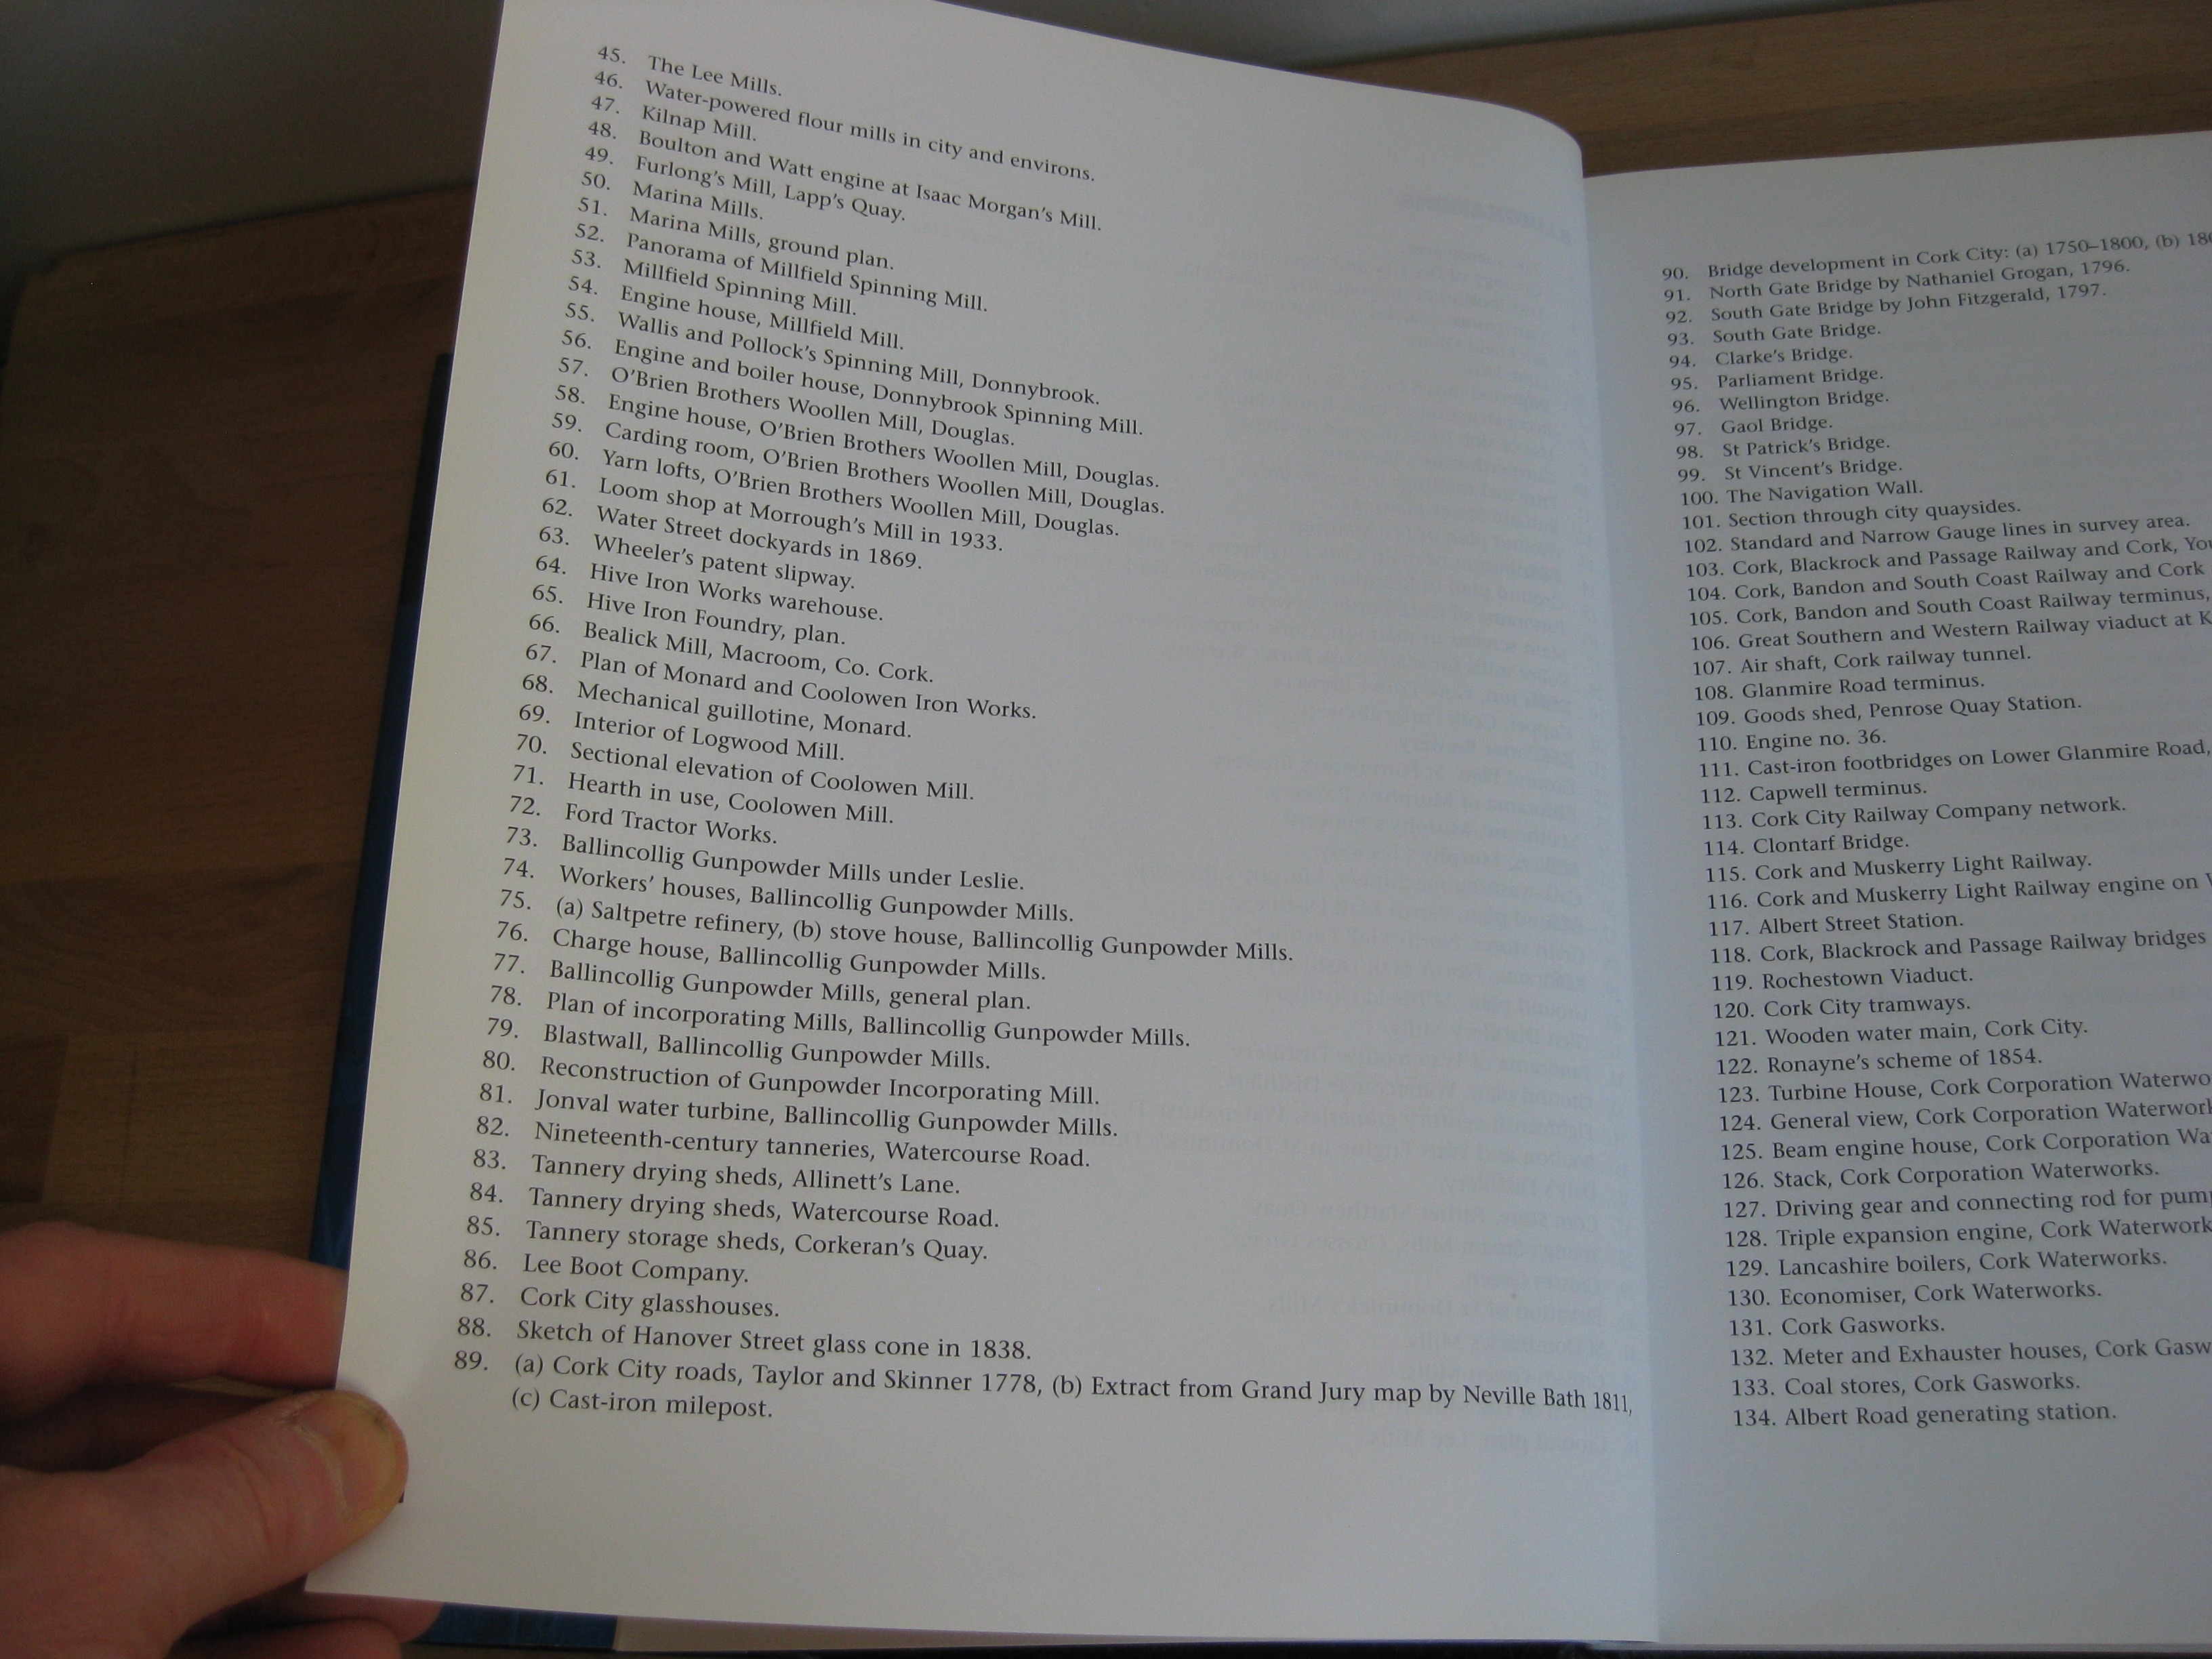 45. The Lee Mills.
46. Water-powered flour mills in city and environs.
47. Kilnap Mill.
48. Boulton and Watt engine at Isaac Morgan's Mill.
49. Furlong's Mill, Lapp's Quay.
50. Marina Mills.
51. Marina Mills, ground plan.
52. Panorama of Millfield Spinning Mill.
53. Millfield Spinning Mill.
54. Engine house, Millfield Mill.
55. Wallis and Pollock's Spinning Mill, Donnybrook.
56. Engine and boiler house, Donnybrook Spinning Mill.
57. O'Brien Brothers Woollen Mill, Douglas.
58. Engine house, O'Brien Brothers Woollen Mill, Douglas.
59. Carding room, O'Brien Brothers Woollen Mill, Douglas.
60. Yarn lofts, O'Brien Brothers Woollen Mill, Douglas.
61. Loom shop at Morrough's Mill in 1933.
62. Water Street dockyards in 1869.
63. Wheeler's patent slipway.
64. Hive Iron Works warehouse.
65. Hive Iron Foundry, plan.
66. Bealick Mill, Macroom, Co. Cork.
67. Plan of Monard and Coolowen Iron Works.
68. Mechanical guillotine, Monard.
69. Interior of Logwood Mill.
70. Sectional elevation of Coolowen Mill.
71. Hearth in use, Coolowen Mill.
72. Ford Tractor Works.
73. Ballincollig Gunpowder Mills under Leslie.
74. Workers' houses, Ballincollig Gunpowder Mills.
75. (a) Saltpetre refinery, (b) stove house, Ballincollig Gunpowder Mills.
76. Charge house, Ballincollig Gunpowder Mills.
77. Ballincollig Gunpowder Mills, general plan.
78. Plan of incorporating Mills, Ballincollig Gunpowder Mills.
79. Blastwall, Ballincollig Gunpowder Mills.
80. Reconstruction of Gunpowder Incorporating Mill.
81. Jonval water turbine, Ballincollig Gunpowder Mills.
82. Nineteenth-century tanneries, Watercourse Road.
83. Tannery drying sheds, Allinett's Lane.
84. Tannery drying sheds, Watercourse Road.
85. Tannery storage sheds, Corkeran's Quay.
86. Lee Boot Company.
87. Cork City glasshouses.
88. Sketch of Hanover Street glass cone in 1838.
89. (a) Cork City roads, Taylor and Skinner 1778, (b) Extract from Grand Jury map by Neville Bath 1811,
(c) Cast-iron milepost.
90. Bridge development in Cork City: (a) 1750–1800, (b)
91. North Gate Bridge by Nathaniel Grogan, 1796.
92. South Gate Bridge by John Fitzgerald, 1797.
93. South Gate Bridge.
94. Clarke's Bridge.
95. Parliament Bridge.
96. Wellington Bridge.
97. Gaol Bridge.
98. St Patrick's Bridge.
99. St Vincent's Bridge.
100. The Navigation Wall.
101. Section through city quaysides.
102. Standard and Narrow Gauge lines in survey area.
103. Cork, Blackrock and Passage Railway and Cork,
104. Cork, Bandon and South Coast Railway and Cork
105. Cork, Bandon and South Coast Railway terminus,
106. Great Southern and Western Railway viaduct at
107. Air shaft, Cork railway tunnel.
108. Glanmire Road terminus.
109. Goods shed, Penrose Quay Station.
110. Engine no. 36.
111. Cast-iron footbridges on Lower Glanmire Road,
112. Capwell terminus.
113. Cork City Railway Company network.
114. Clontarf Bridge.
115. Cork and Muskerry Light Railway.
116. Cork and Muskerry Light Railway engine on
117. Albert Street Station.
118. Cork, Blackrock and Passage Railway bridges
119. Rochestown Viaduct.
120. Cork City tramways.
121. Wooden water main, Cork City.
122. Ronayne's scheme of 1854.
123. Turbine House, Cork Corporation
124. General view, Cork Corporation
125. Beam engine house, Cork Corporation
126. Stack, Cork Corporation Waterworks.
127. Driving gear and connecting rod for
128. Triple expansion engine, Cork
129. Lancashire boilers, Cork Waterworks.
130. Economiser, Cork Waterworks.
131. Cork Gasworks.
132. Meter and Exhauster houses, Cork
133. Coal stores, Cork Gasworks.
134. Albert Road generating station.